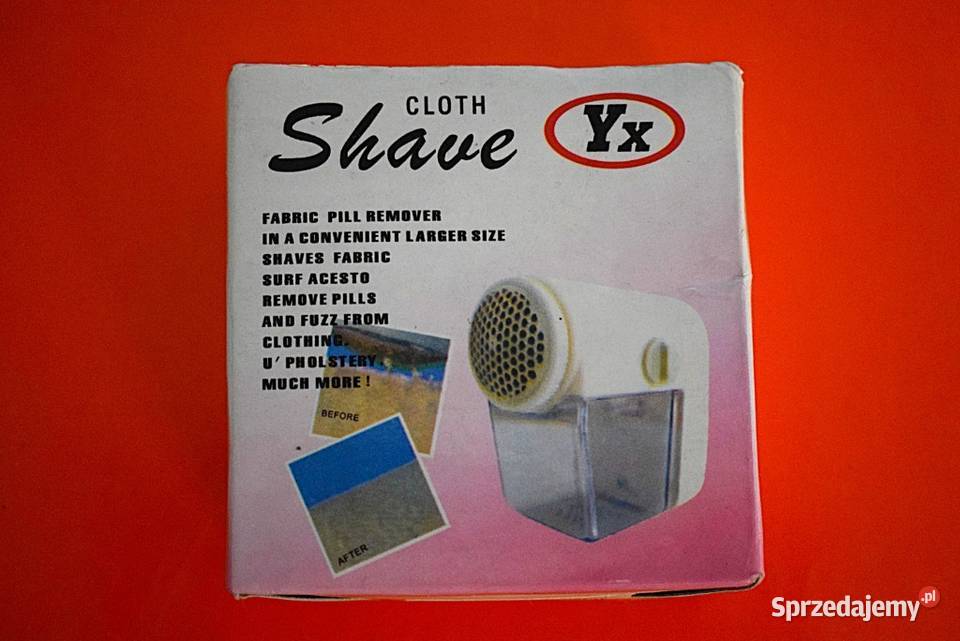 CLOTH
Shave
Yx
FABRIC PILL REMOVER
IN A CONVENIENT LARGER SIZE
SHAVES FABRIC
SURF ACESTO
REMOVE PILLS
AND FUZZ FROM
CLOTHING.
U' PHOLSTERY.
MUCH MORE !
BEFORE
AFTER
Sprzedajemy.pl